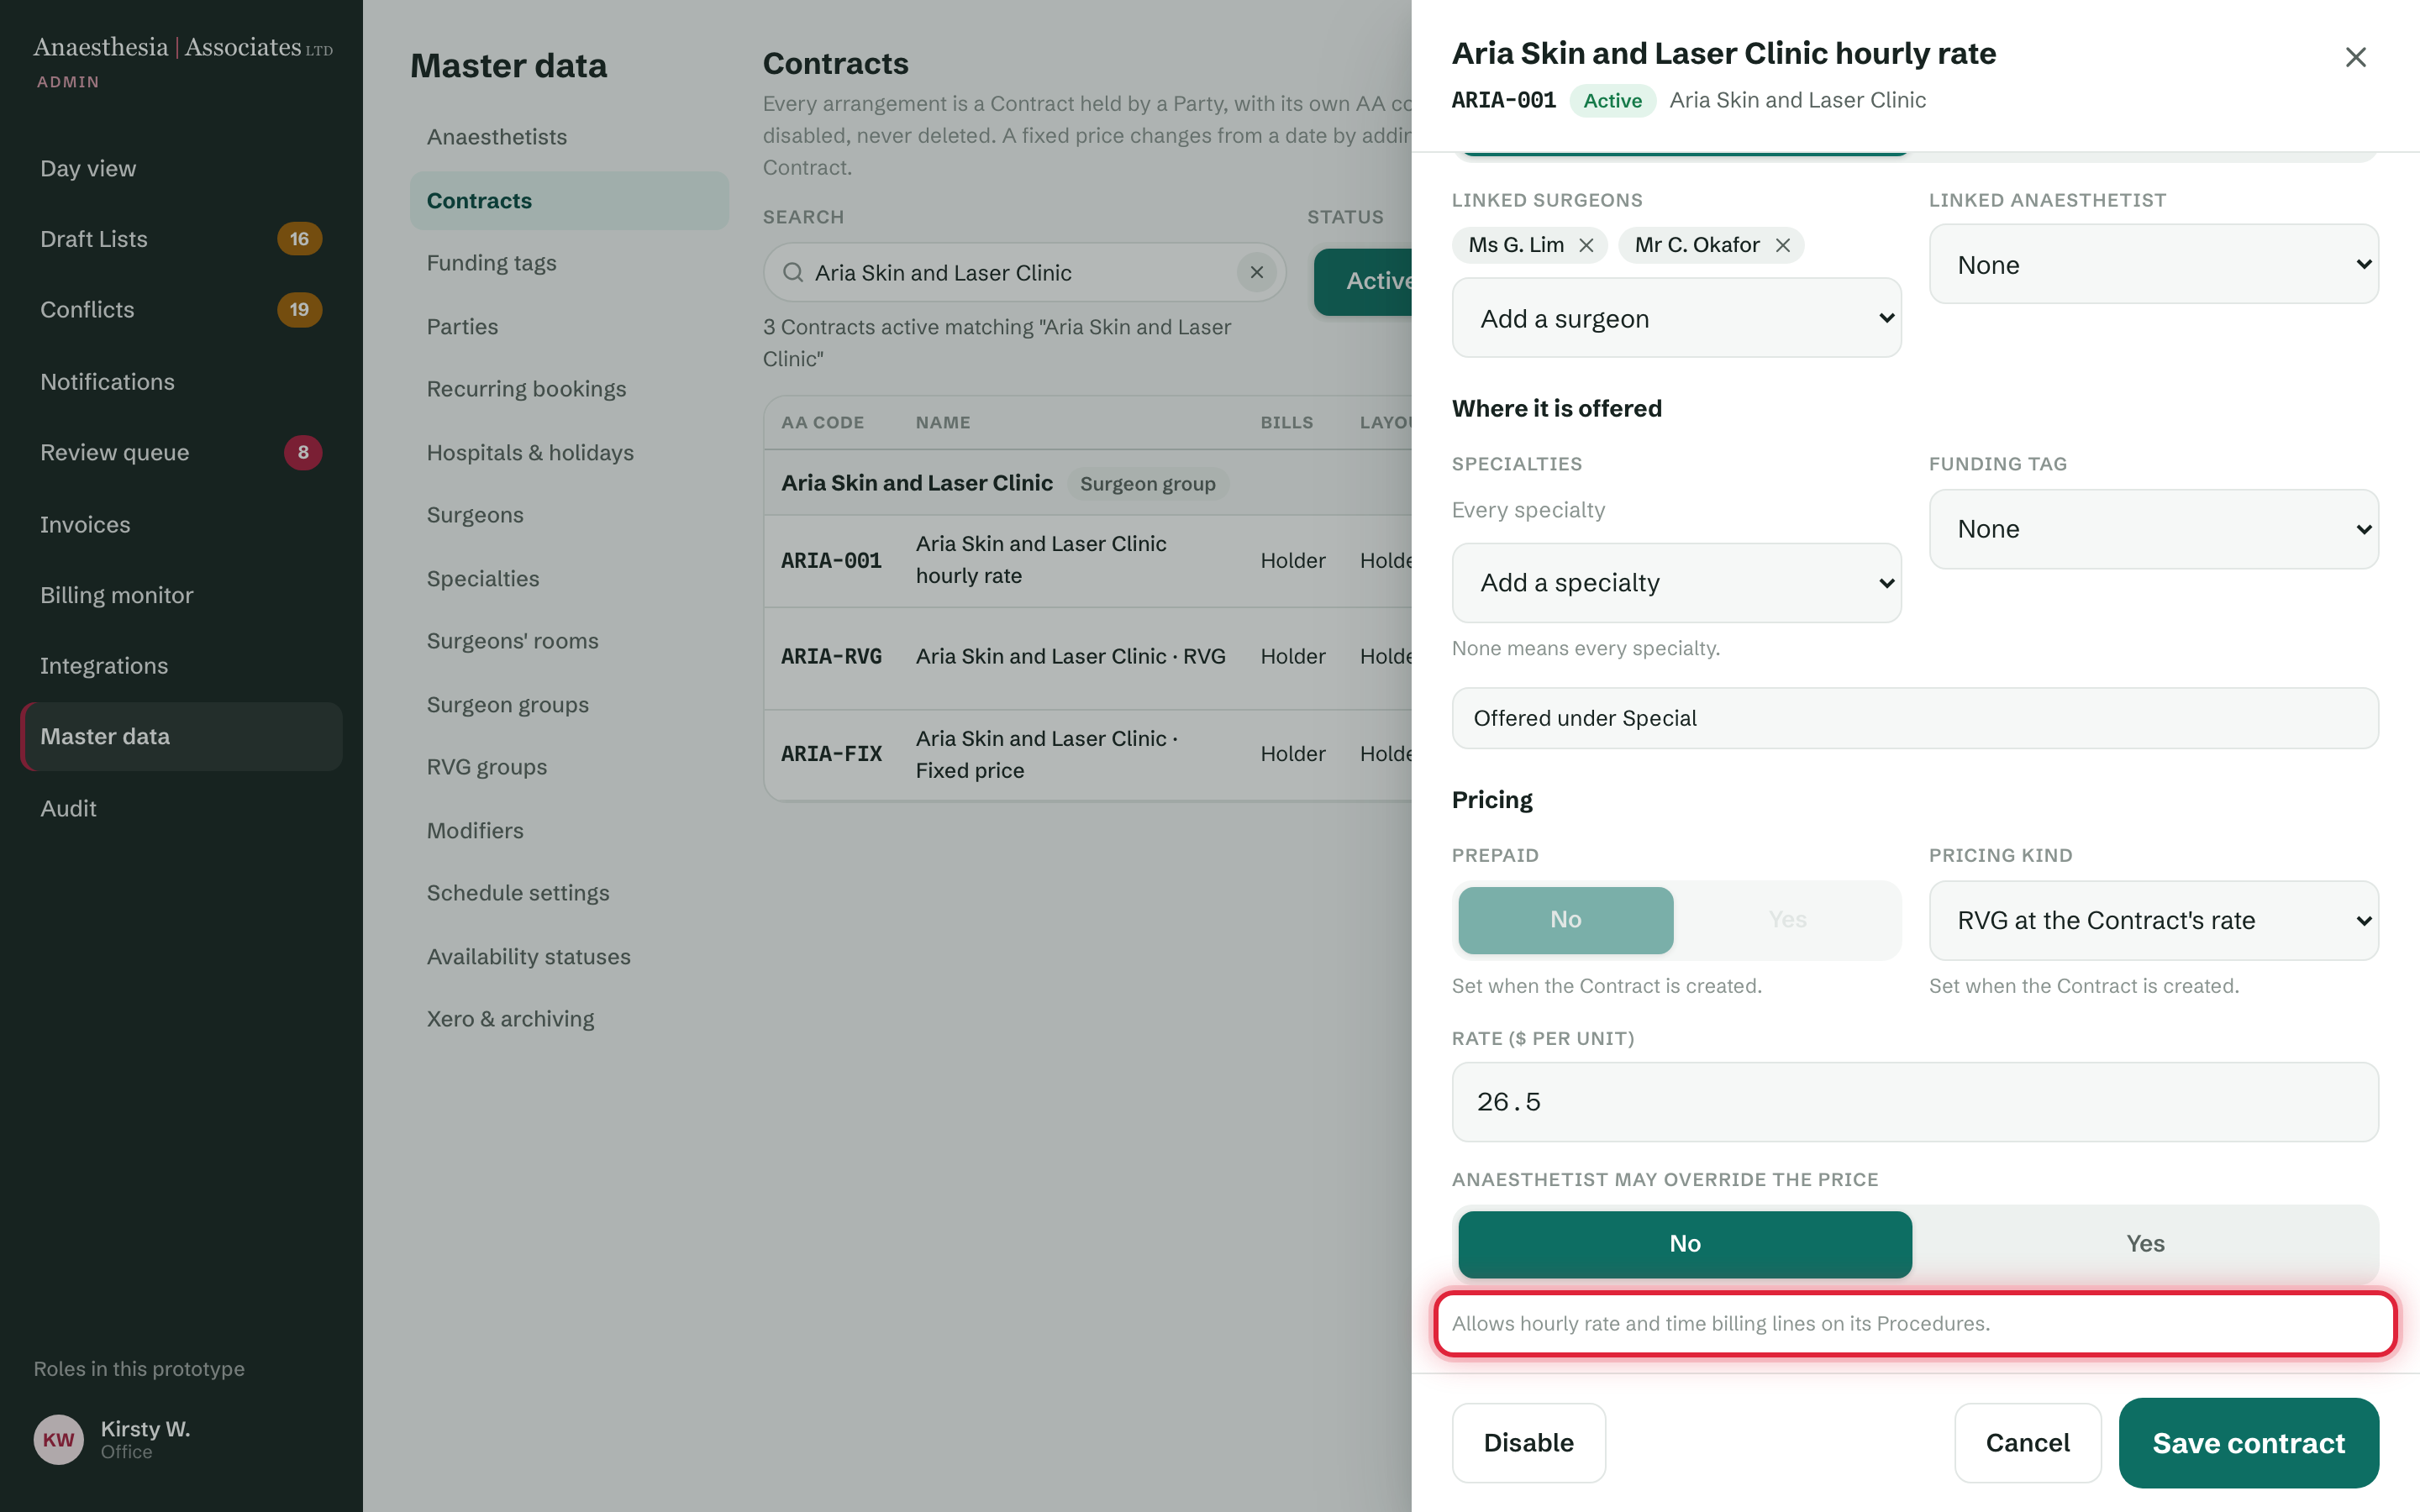 Anaesthesia | Associates LTD
ADMIN
Day view
Draft Lists 16
Conflicts 19
Notifications
Review queue 8
Invoices
Billing monitor
Integrations
Master data
Audit
Roles in this prototype
KW
Kirsty W.
Office
Master data
Anaesthetists
Contracts
Funding tags
Parties
Recurring bookings
Hospitals & holidays
Surgeons
Specialties
Surgeons' rooms
Surgeon groups
RVG groups
Modifiers
Schedule settings
Availability statuses
Xero & archiving
Contracts
Every arrangement is a Contract held by a Party, with its own AA co
disabled, never deleted. A fixed price changes from a date by addin
Contract.
SEARCH STATUS
Aria Skin and Laser Clinic Active
3 Contracts active matching "Aria Skin and Laser
Clinic"
AA CODE NAME BILLS LAYOU
Aria Skin and Laser Clinic Surgeon group
ARIA-001 Aria Skin and Laser Clinic hourly rate Holder Holde
ARIA-RVG Aria Skin and Laser Clinic · RVG Holder Holde
ARIA-FIX Aria Skin and Laser Clinic · Fixed price Holder Holde
Aria Skin and Laser Clinic hourly rate
ARIA-001 Active Aria Skin and Laser Clinic
LINKED SURGEONS LINKED ANAESTHETIST
Ms G. Lim Mr C. Okafor
None
Add a surgeon
Where it is offered
SPECIALTIES FUNDING TAG
Every specialty
None
Add a specialty
None means every specialty.
Offered under Special
Pricing
PREPAID PRICING KIND
No Yes RVG at the Contract's rate
Set when the Contract is created. Set when the Contract is created.
RATE ($ PER UNIT)
26.5
ANAESTHETIST MAY OVERRIDE THE PRICE
No Yes
Allows hourly rate and time billing lines on its Procedures.
Disable Cancel Save contract